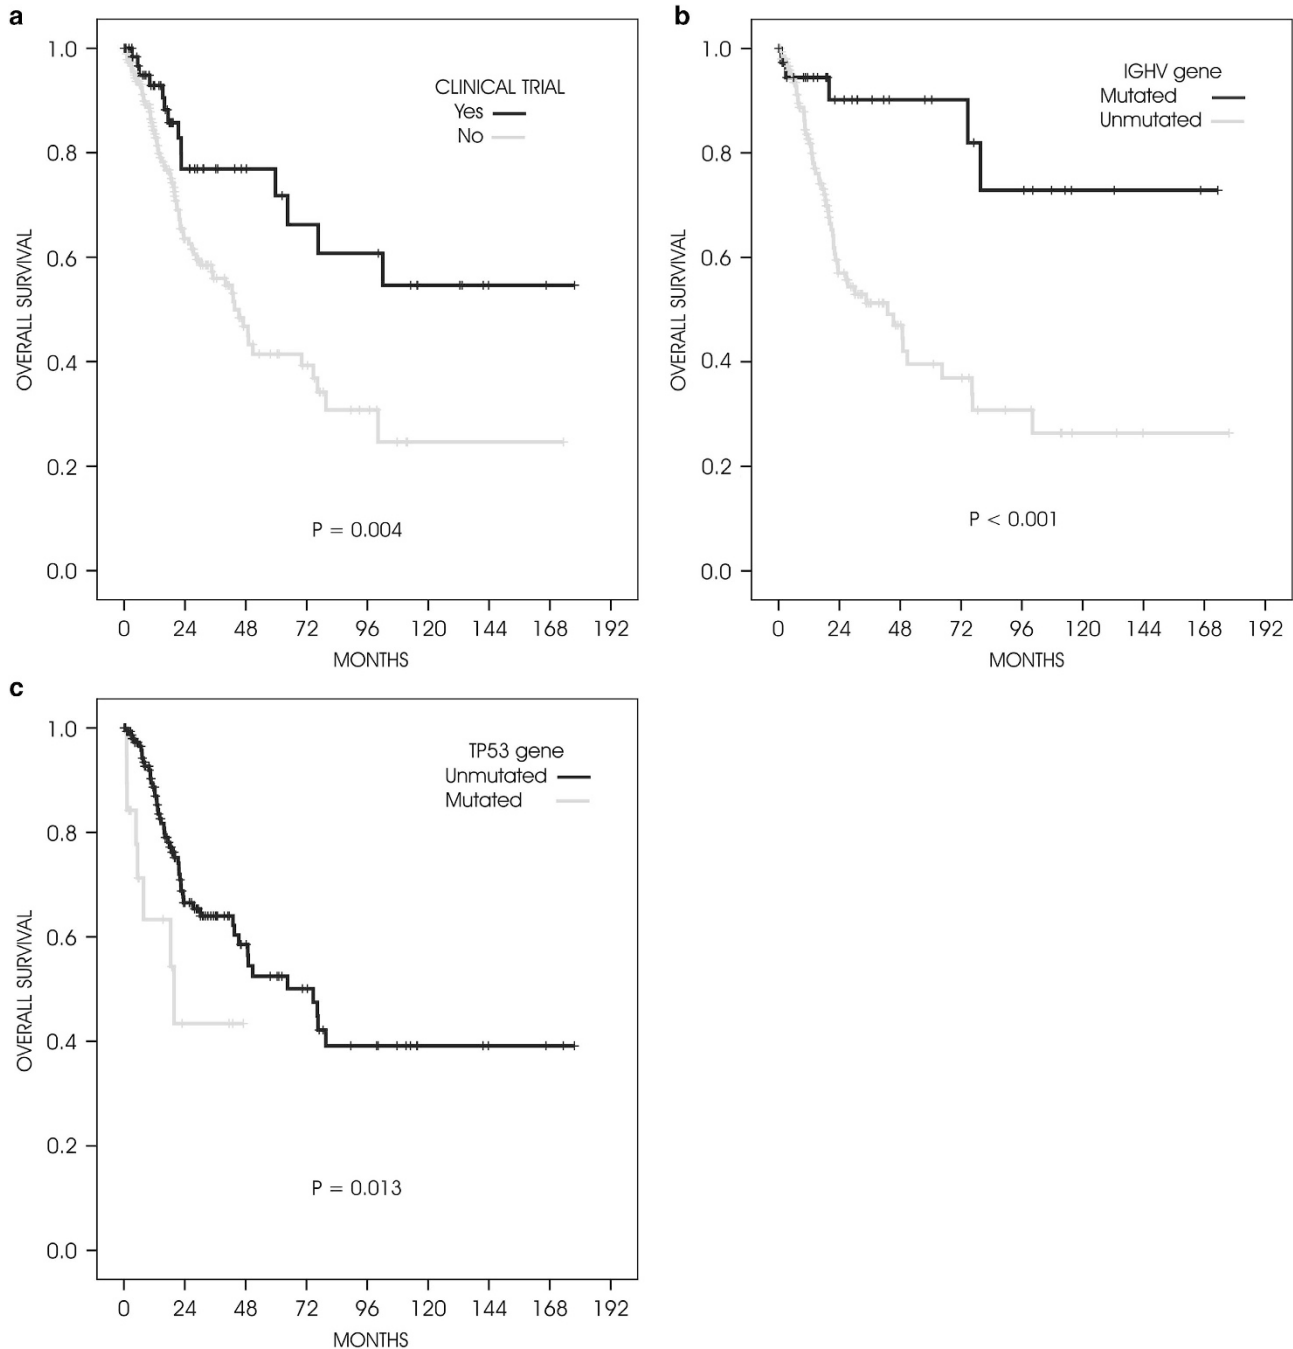 a
1.0
0.8
0.6
0.4
0.2
0.0
OVERALL SURVIVAL
CLINICAL TRIAL
Yes
No
P = 0.004
0 24 48 72 96 120 144 168 192
MONTHS
b
1.0
0.8
0.6
0.4
0.2
0.0
OVERALL SURVIVAL
IGHV gene
Mutated
Unmutated
P < 0.001
0 24 48 72 96 120 144 168 192
MONTHS
c
1.0
0.8
0.6
0.4
0.2
0.0
OVERALL SURVIVAL
TP53 gene
Unmutated
Mutated
P = 0.013
0 24 48 72 96 120 144 168 192
MONTHS